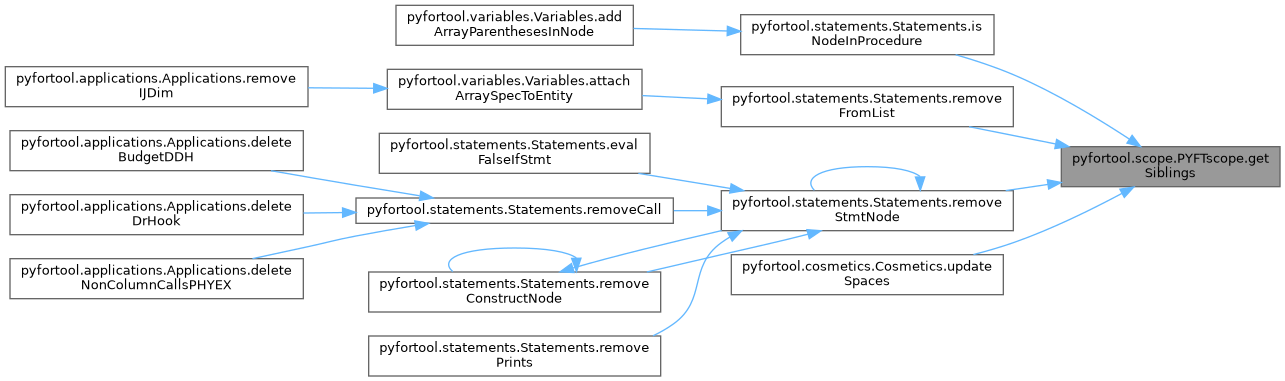 pyfortool.variables.Variables.add
ArrayParenthesesInNode
pyfortool.statements.Statements.is
NodeInProcedure
pyfortool.applications.Applications.remove
IJDim
pyfortool.variables.Variables.attach
ArraySpecToEntity
pyfortool.statements.Statements.remove
FromList
pyfortool.applications.Applications.delete
BudgetDDH
pyfortool.statements.Statements.eval
FalseIfStmt
pyfortool.scope.PYFTscope.get
Siblings
pyfortool.applications.Applications.delete
DrHook
pyfortool.statements.Statements.removeCall
pyfortool.statements.Statements.remove
StmtNode
pyfortool.applications.Applications.delete
NonColumnCallsPHYEX
pyfortool.statements.Statements.remove
ConstructNode
pyfortool.cosmetics.Cosmetics.update
Spaces
pyfortool.statements.Statements.remove
Prints